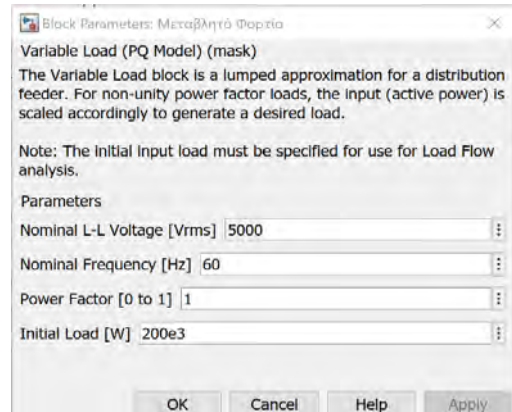 Block Parameters: Μεταβλητό Φορτίο
Variable Load (PQ Model) (mask)
The Variable Load block is a lumped approximation for a distribution
feeder. For non-unity power factor loads, the input (active power) is
scaled accordingly to generate a desired load.
Note: The initial input load must be specified for use for Load Flow
analysis.
Parameters
Nominal L-L Voltage [Vrms] 5000
Nominal Frequency [Hz] 60
Power Factor [0 to 1] 1
Initial Load [W] 200e3
OK Cancel Help Apply